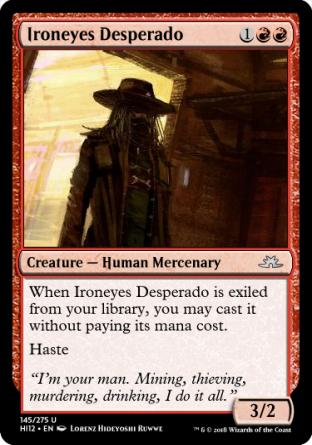 Ironeyes Desperado 1
Creature — Human Mercenary
When Ironeyes Desperado is exiled
from your library, you may cast it
without paying its mana cost.
Haste
“I’m your man. Mining, thieving,
murdering, drinking, I do it all.”
3/2
145/275 U
HI12 • EN Lorenz Hideyoshi Ruwwe
™ & © 2018 Wizards of the Coast